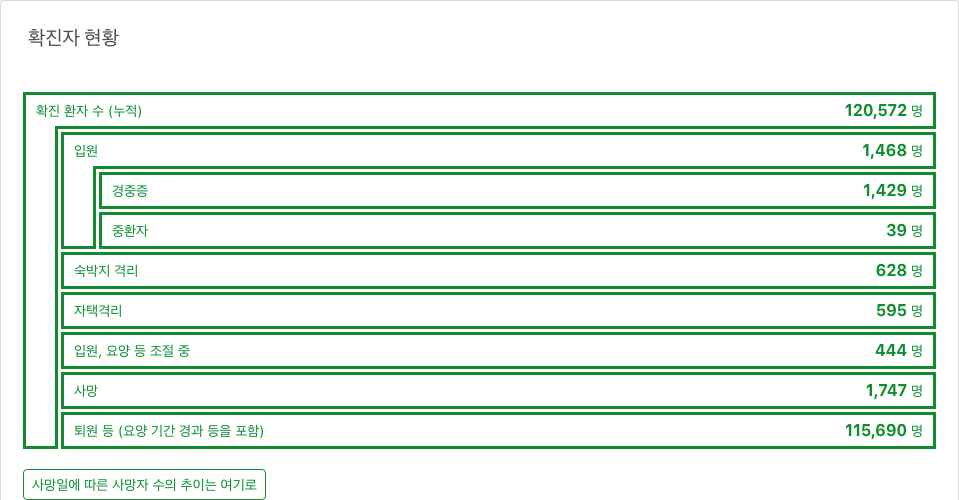 확진자 현황
확진 환자 수 (누적) 120,572 명
입원 1,468 명
경중증 1,429 명
중환자 39 명
숙박지 격리 628 명
자택격리 595 명
입원, 요양 등 조절 중 444 명
사망 1,747 명
퇴원 등 (요양 기간 경과 등을 포함) 115,690 명
사망일에 따른 사망자 수의 추이는 여기로